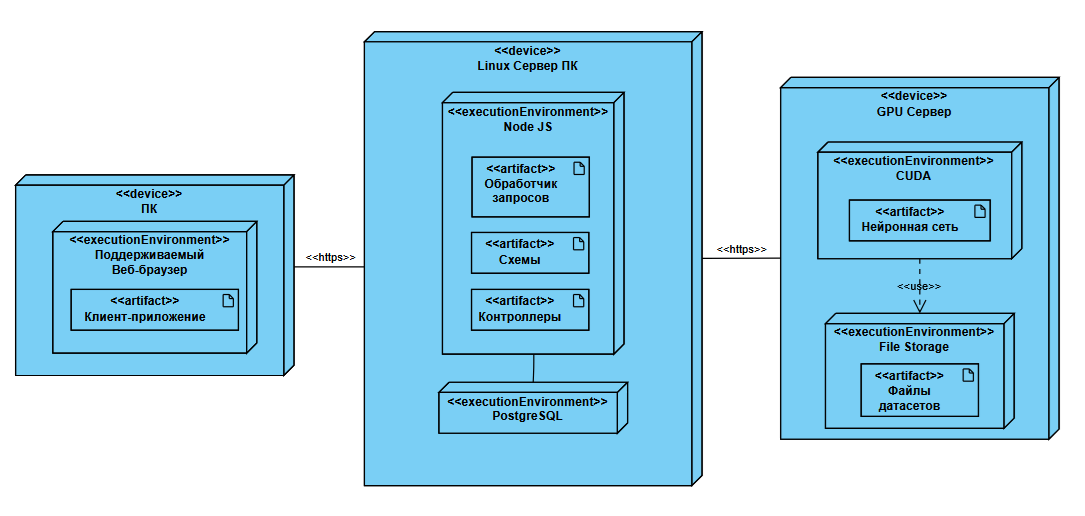 <<device>>
ПК
<<executionEnvironment>>
Поддерживаемый
Веб-браузер
<<artifact>>
Клиент-приложение
<<https>>
<<device>>
Linux Сервер ПК
<<executionEnvironment>>
Node JS
<<artifact>>
Обработчик
запросов
<<artifact>>
Схемы
<<artifact>>
Контроллеры
<<executionEnvironment>>
PostgreSQL
<<https>>
<<device>>
GPU Сервер
<<executionEnvironment>>
CUDA
<<artifact>>
Нейронная сеть
<<use>>
<<executionEnvironment>>
File Storage
<<artifact>>
Файлы
датасетов